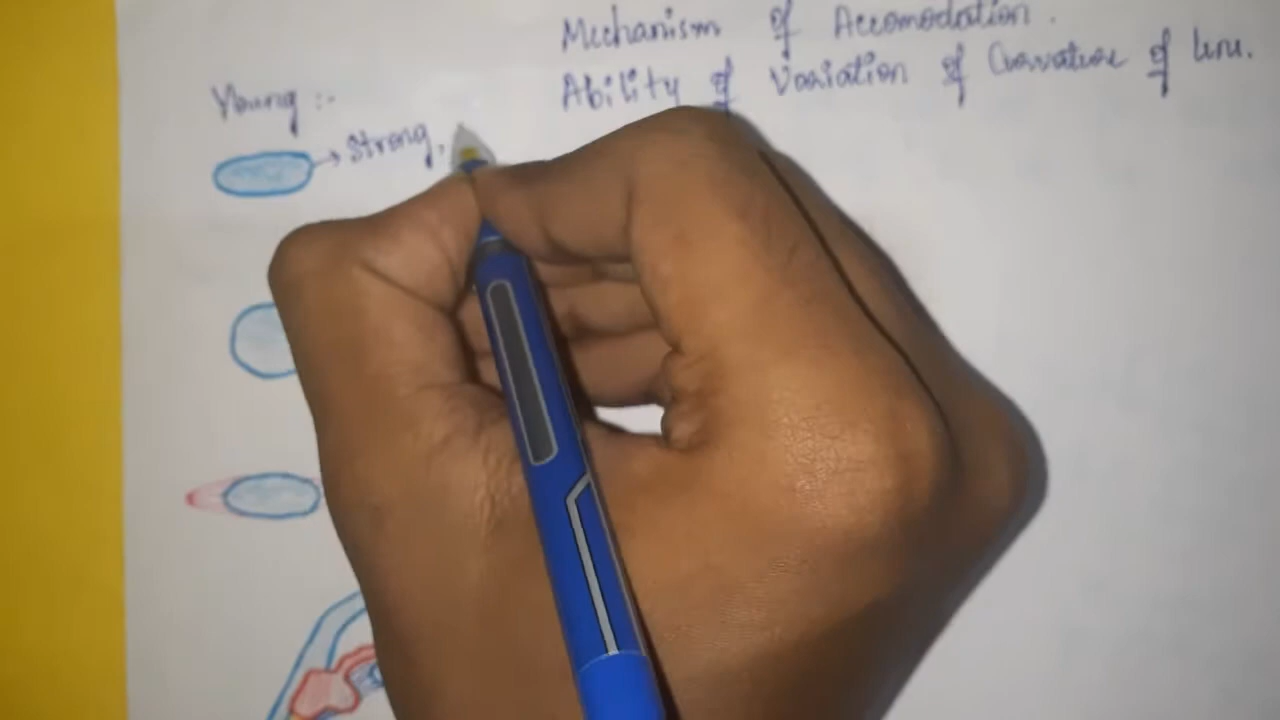 Mechanism of Accomodation.
Ability of Variation of Curvature of lens.
Young :-
→ Strong,